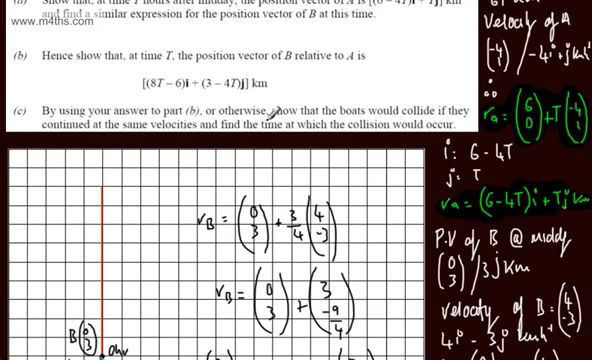 (a) Show that, at time T hours after midday, the position vector of A is [(6 – 4T)i + Tj] km
and find a similar expression for the position vector of B at this time.
www.m4ths.com
(b) Hence show that, at time T, the position vector of B relative to A is
[(8T – 6)i + (3 – 4T)j] km
(c) By using your answer to part (b), or otherwise, show that the boats would collide if they
continued at the same velocities and find the time at which the collision would occur.
r_B = (0 3) + 3/4 (4 -3)
r_B = (0 3) + (3 -9/4)
B (0 3) 0hr
Velocity of A
(-4 1) / -4i + j km h⁻¹
∴ r_a = (6 0) + T (-4 1)
i: 6 - 4T
j: T
r_a = (6-4T)i + Tj km
P.V of B @ midday
(0 3) / 3j km
velocity of B = (4 -3)
4i - 3j kmh⁻¹